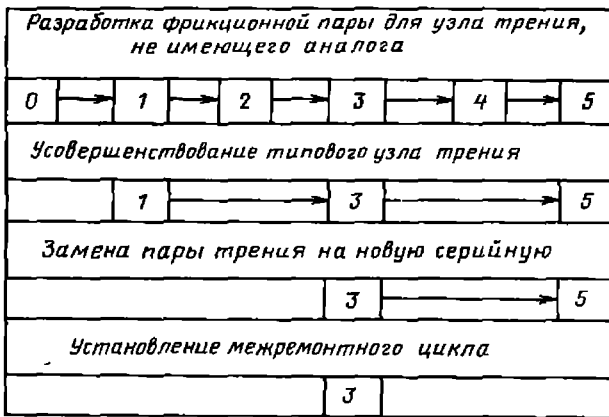 Разработка фрикционной пары для узла трения,
не имеющего аналога
0 1 2 3 4 5
Усовершенствование типового узла трения
1 3 5
Замена пары трения на новую серийную
3 5
Установление межремонтного цикла
3